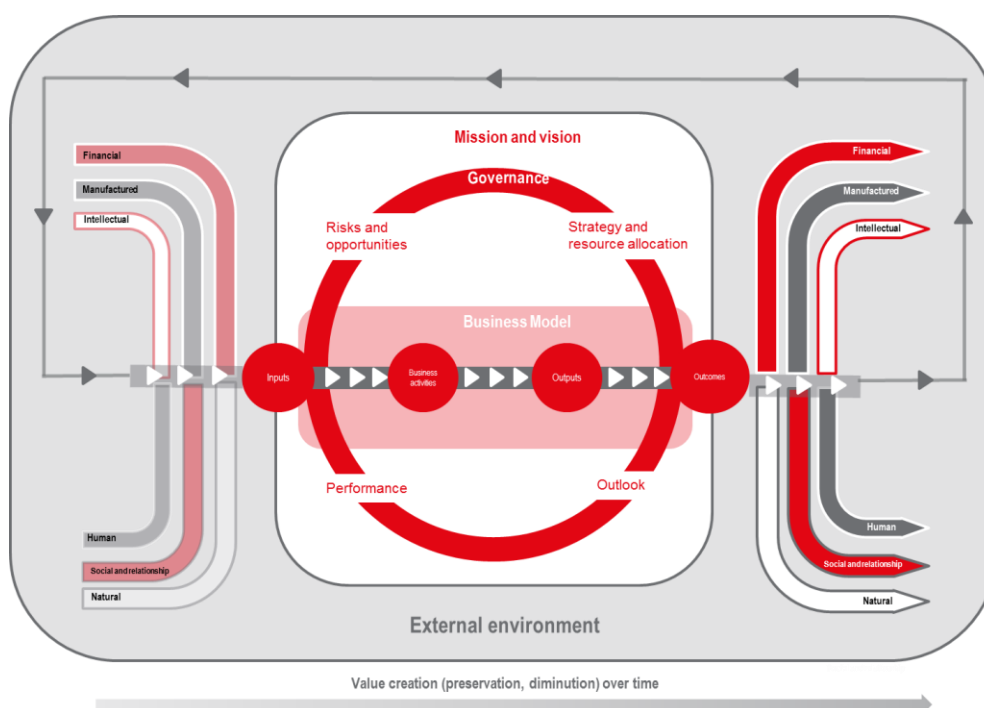 Mission and vision
Governance
Financial
Manufactured
Intellectual
Risks and
opportunities
Strategy and
resource allocation
Financial
Manufactured
Intellectual
Business Model
Inputs
Business
activities
Outputs
Outcomes
Performance
Outlook
Human
Social and relationship
Natural
Human
Social and relationship
Natural
External environment
Value creation (preservation, diminution) over time